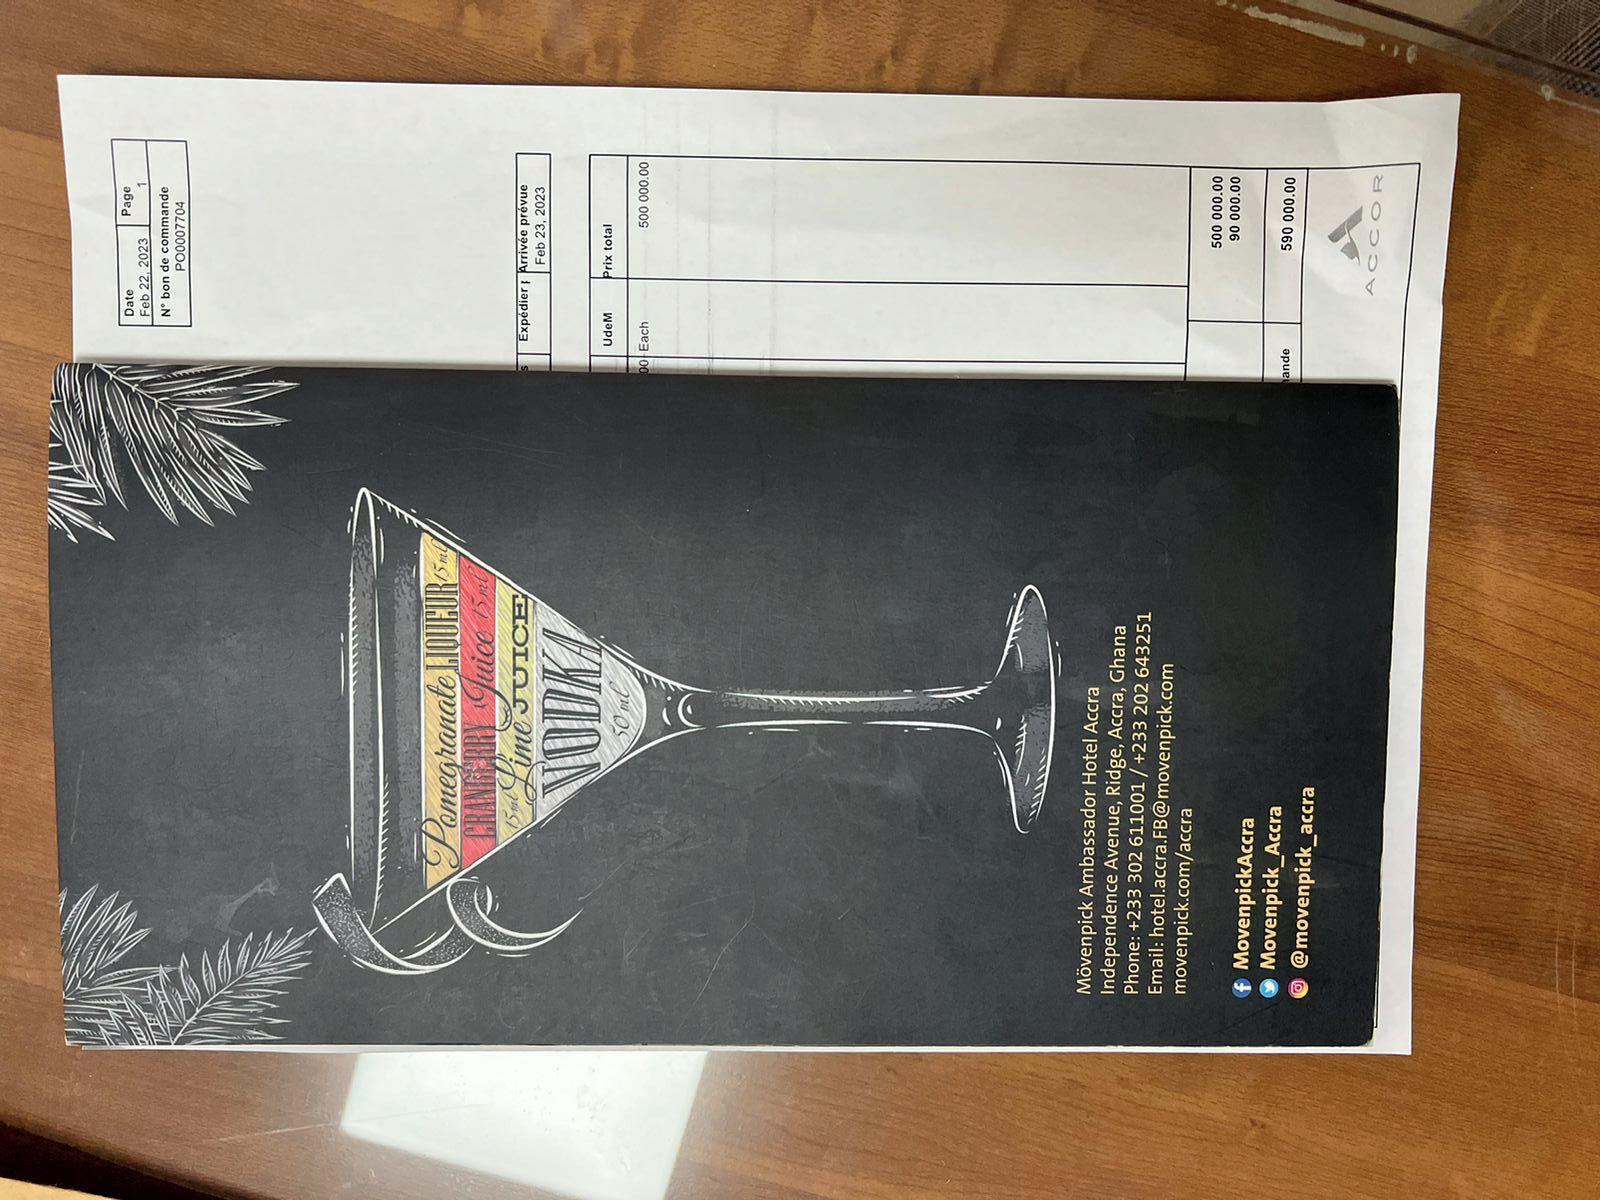 Date
Page
Feb 22, 2023
1
N° bon de commande
PO0007704
Expédier
Arrivée prévue
Feb 23, 2023
UdeM
Prix total
00 Each
500 000.00
500 000.00
90 000.00
590 000.00
ACCOR
Pomegranate LIQUEUR 15 ml
CRANBERRY Juice 15 ml
15 ml Lime JUICE
VODKA
50 ml
Mövenpick Ambassador Hotel Accra
Independence Avenue, Ridge, Accra, Ghana
Phone: +233 302 611001 / +233 202 643251
Email: hotel.accra.FB@movenpick.com
movenpick.com/accra
MovenpickAccra
Movenpick_Accra
@movenpick_accra